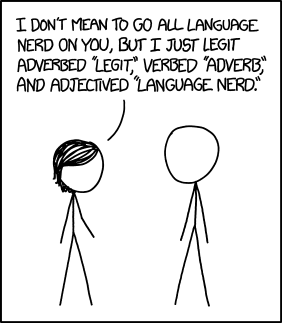 I DON'T MEAN TO GO ALL LANGUAGE
NERD ON YOU, BUT I JUST LEGIT
ADVERBED "LEGIT," VERBED "ADVERB,"
AND ADJECTIVED "LANGUAGE NERD."